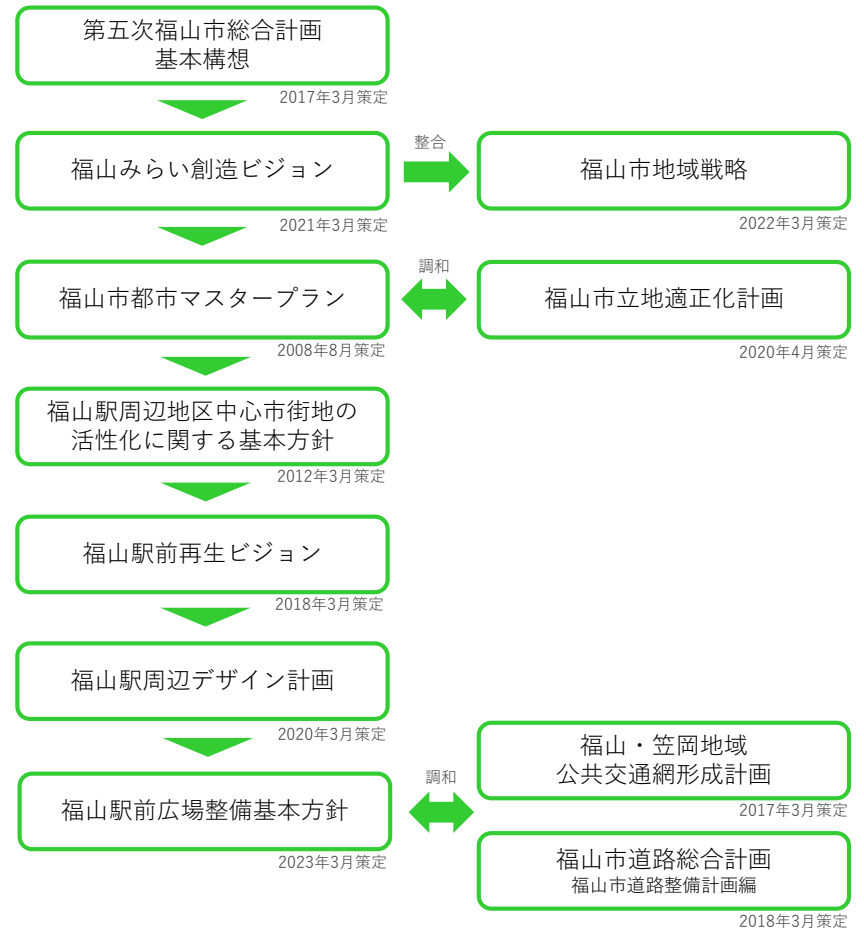 第五次福山市総合計画
基本構想
2017年3月策定
福山みらい創造ビジョン
2021年3月策定
整合
福山市地域戦略
2022年3月策定
福山市都市マスタープラン
2008年8月策定
調和
福山市立地適正化計画
2020年4月策定
福山駅周辺地区中心市街地の
活性化に関する基本方針
2012年3月策定
福山駅前再生ビジョン
2018年3月策定
福山駅周辺デザイン計画
2020年3月策定
福山駅前広場整備基本方針
2023年3月策定
調和
福山・笠岡地域
公共交通網形成計画
2017年3月策定
福山市道路総合計画
福山市道路整備計画編
2018年3月策定